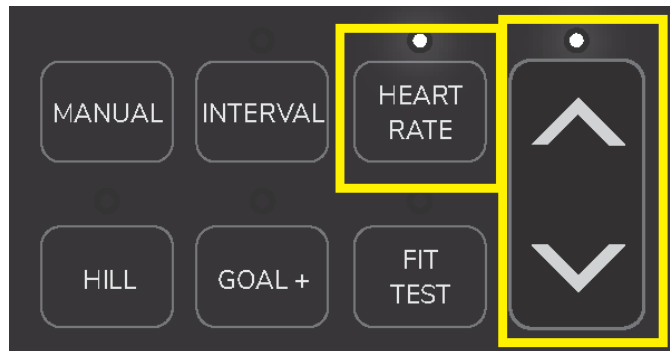 MANUAL
INTERVAL
HEART
RATE
HILL
GOAL +
FIT
TEST